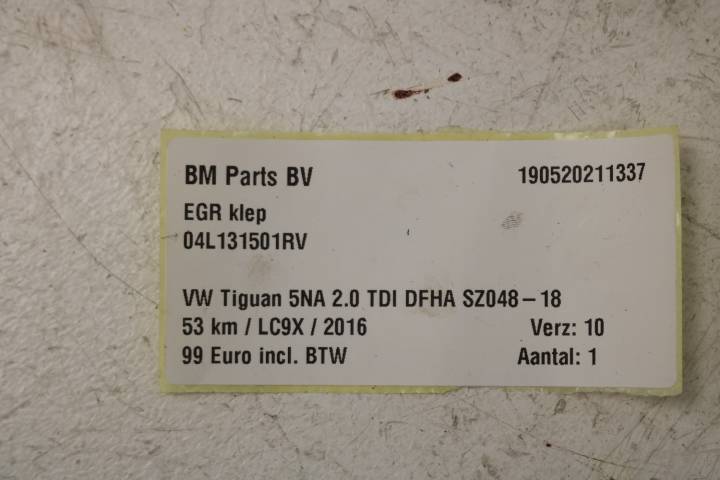 BM Parts BV 190520211337
EGR klep
04L131501RV
VW Tiguan 5NA 2.0 TDI DFHA SZ048-18
53 km / LC9X / 2016 Verz: 10
99 Euro incl. BTW Aantal: 1